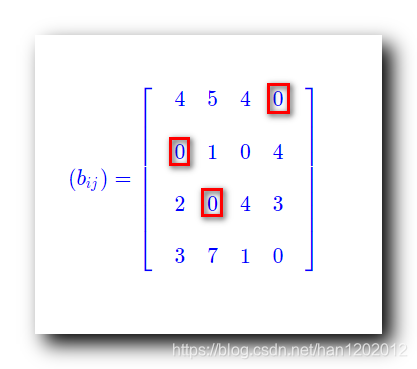 4 5 4 0
0 1 0 4
(b_{ij}) =
2 0 4 3
3 7 1 0
https://blog.csdn.net/han1202012